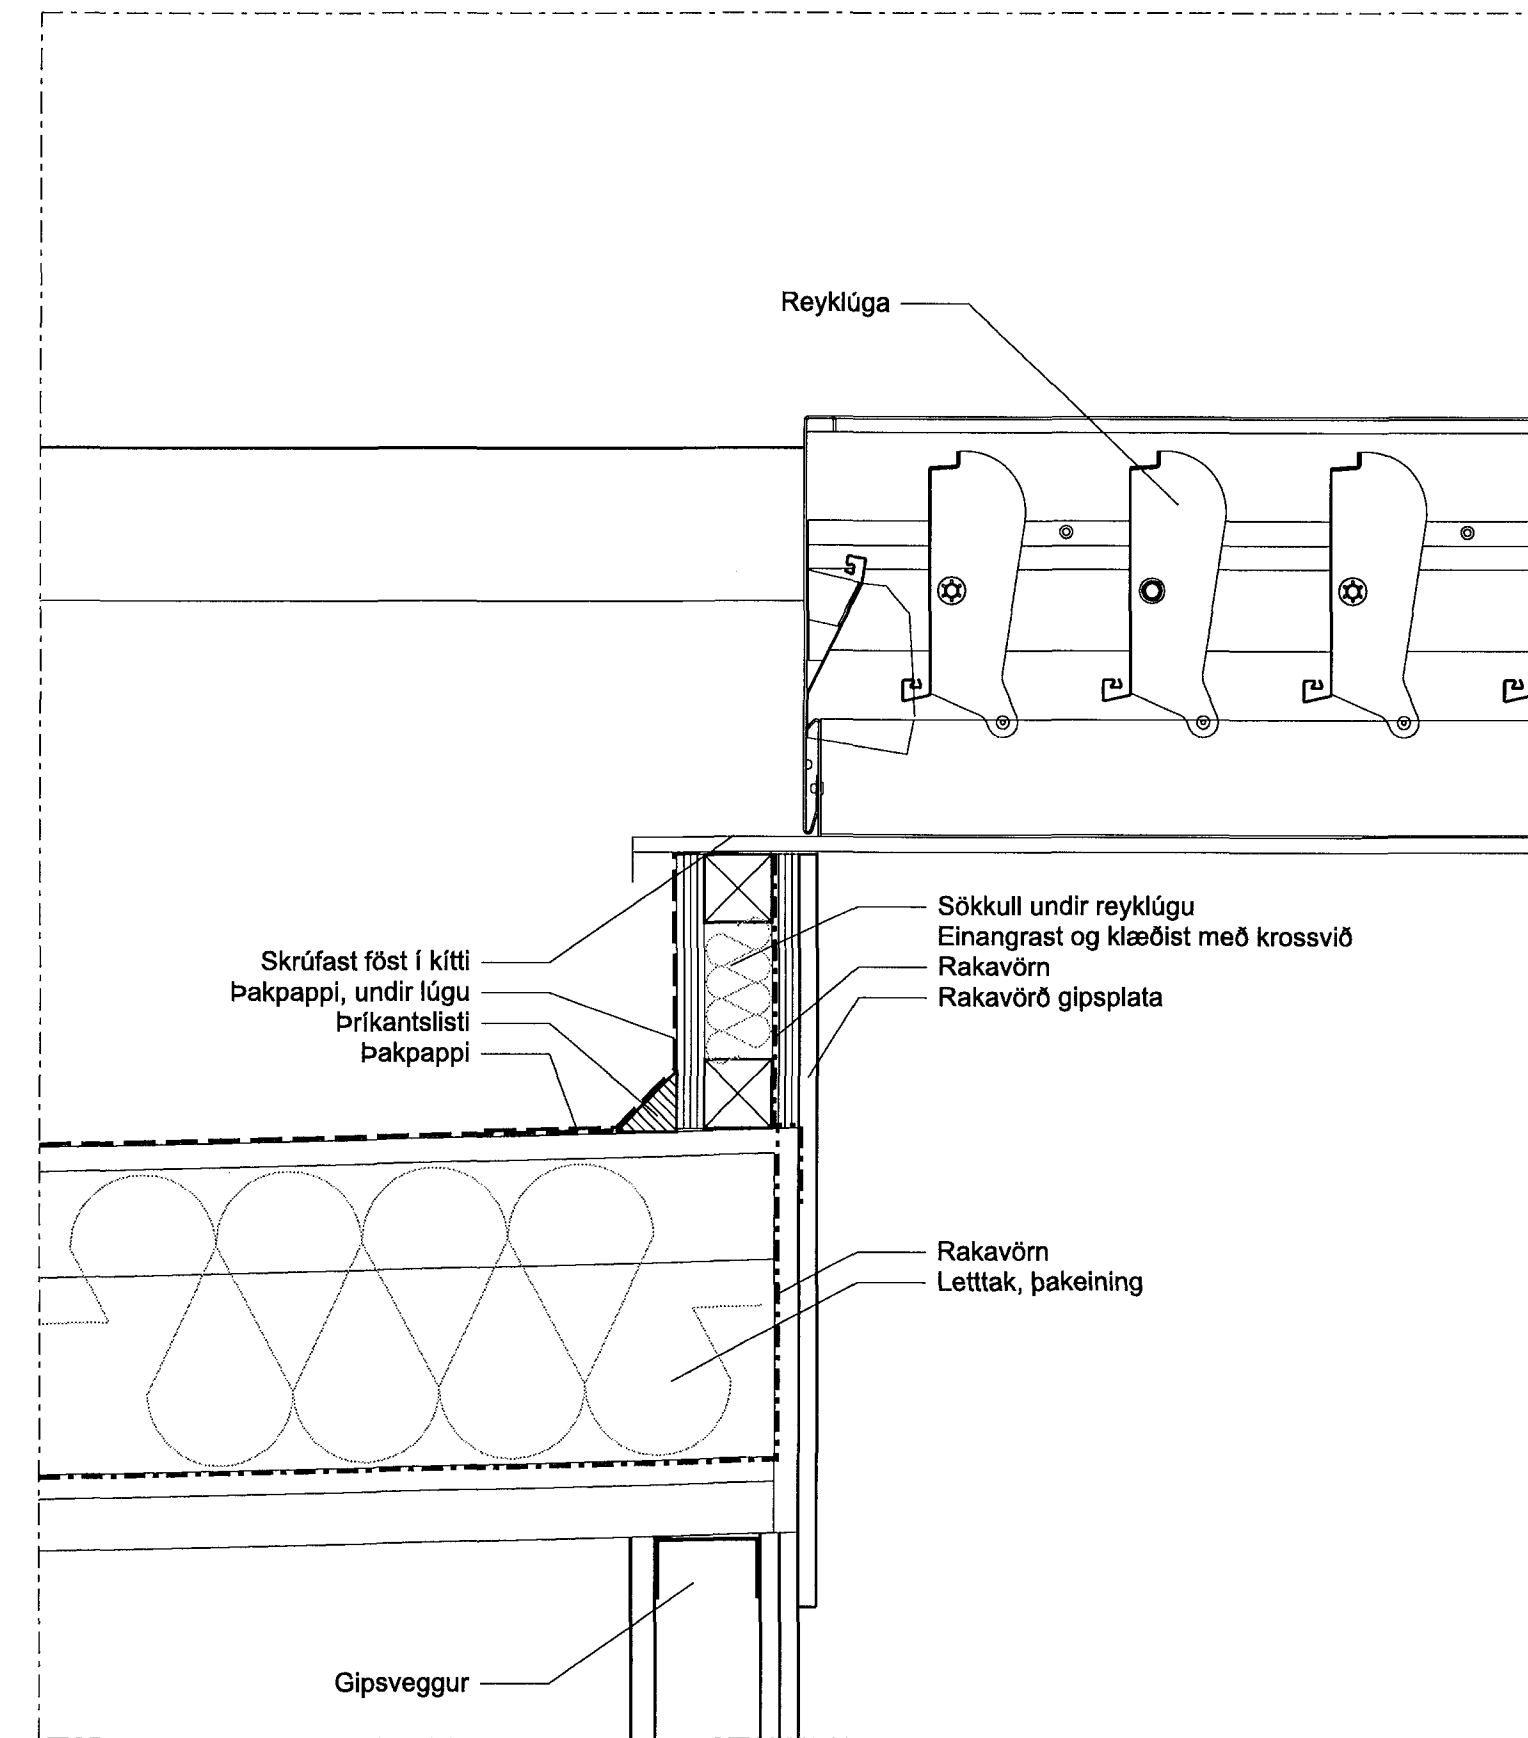 Reyklúga
Skrúfast föst í kítti
Þakpappi, undir lúgu
Þríkantslisti
Þakpappi
Sökkull undir reyklúgu
Einangrast og klæðist með krossvið
Rakavörn
Rakavörð gipsplata
Rakavörn
Letttak, þakeining
Gipsveggur